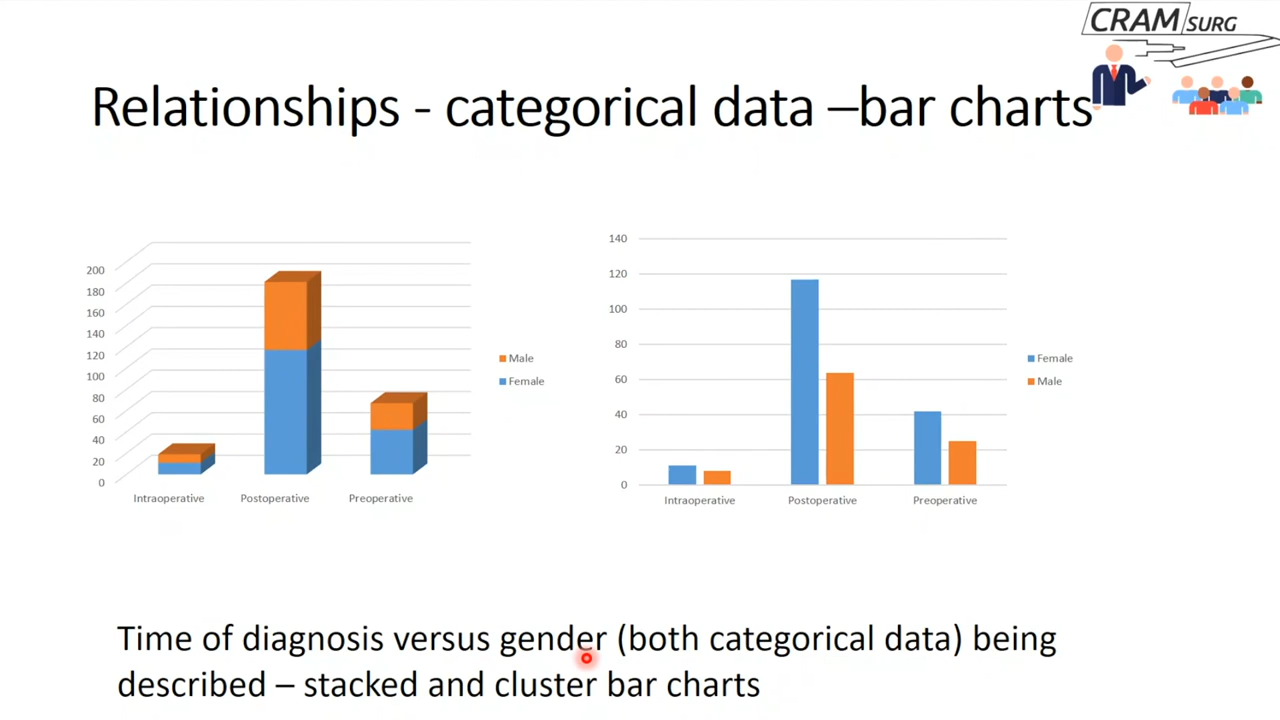 CRAM SURG
Relationships - categorical data –bar charts
200
180
160
140
120
100
80
60
40
20
0
Intraoperative Postoperative Preoperative
Male
Female
140
120
100
80
60
40
20
0
Intraoperative Postoperative Preoperative
Female
Male
Time of diagnosis versus gender (both categorical data) being
described – stacked and cluster bar charts